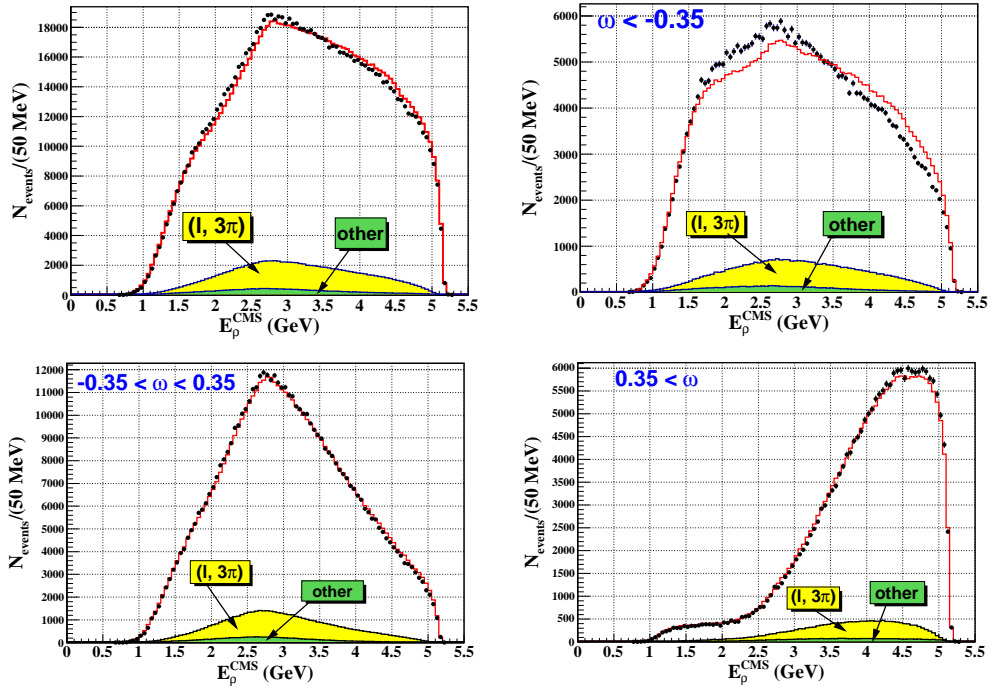 N_events/(50 MeV)
18000
16000
14000
12000
10000
8000
6000
4000
2000
0
(l, 3π)
other
0 0.5 1 1.5 2 2.5 3 3.5 4 4.5 5 5.5
E_ρ^CMS (GeV)
ω < -0.35
N_events/(50 MeV)
6000
5000
4000
3000
2000
1000
0
(l, 3π)
other
0 0.5 1 1.5 2 2.5 3 3.5 4 4.5 5 5.5
E_ρ^CMS (GeV)
-0.35 < ω < 0.35
N_events/(50 MeV)
12000
11000
10000
9000
8000
7000
6000
5000
4000
3000
2000
1000
0
(l, 3π)
other
0 0.5 1 1.5 2 2.5 3 3.5 4 4.5 5 5.5
E_ρ^CMS (GeV)
0.35 < ω
N_events/(50 MeV)
6000
5500
5000
4500
4000
3500
3000
2500
2000
1500
1000
500
0
(l, 3π)
other
0 0.5 1 1.5 2 2.5 3 3.5 4 4.5 5 5.5
E_ρ^CMS (GeV)